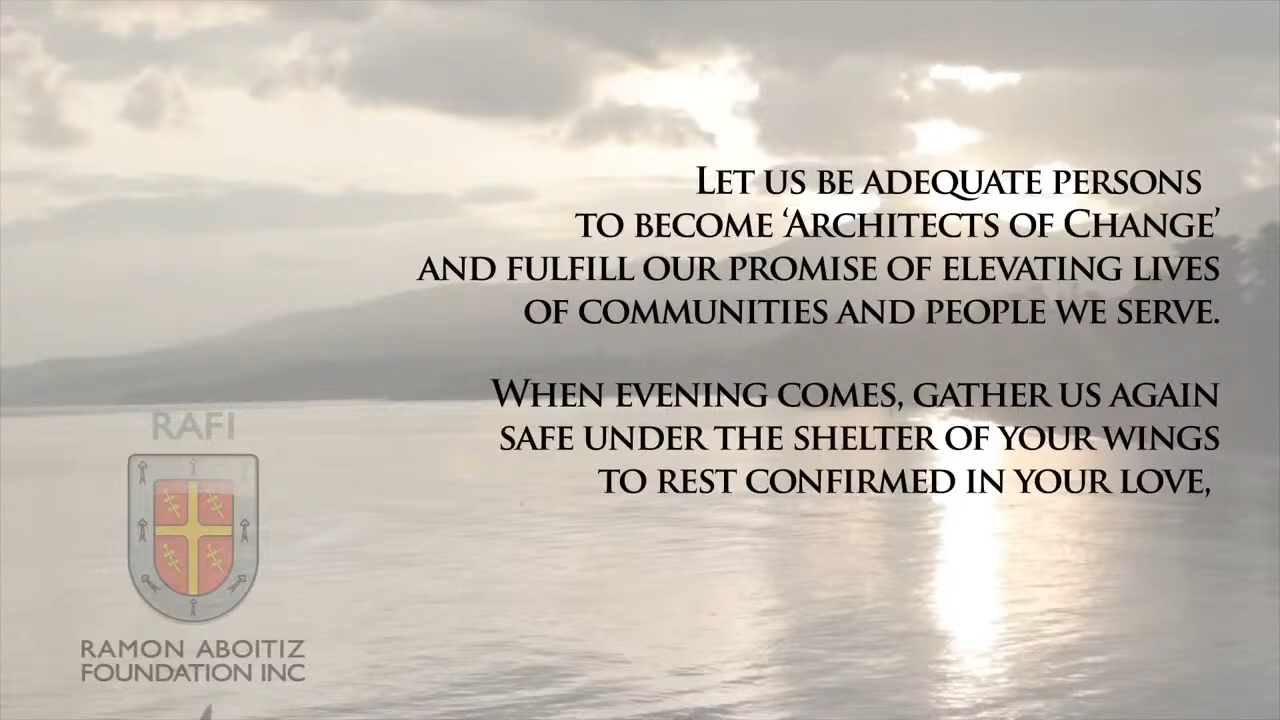 Let us be adequate persons
to become ‘Architects of Change’
and fulfill our promise of elevating lives
of communities and people we serve.
When evening comes, gather us again
safe under the shelter of your wings
to rest confirmed in your love,
RAFI
RAMON ABOITIZ
FOUNDATION INC